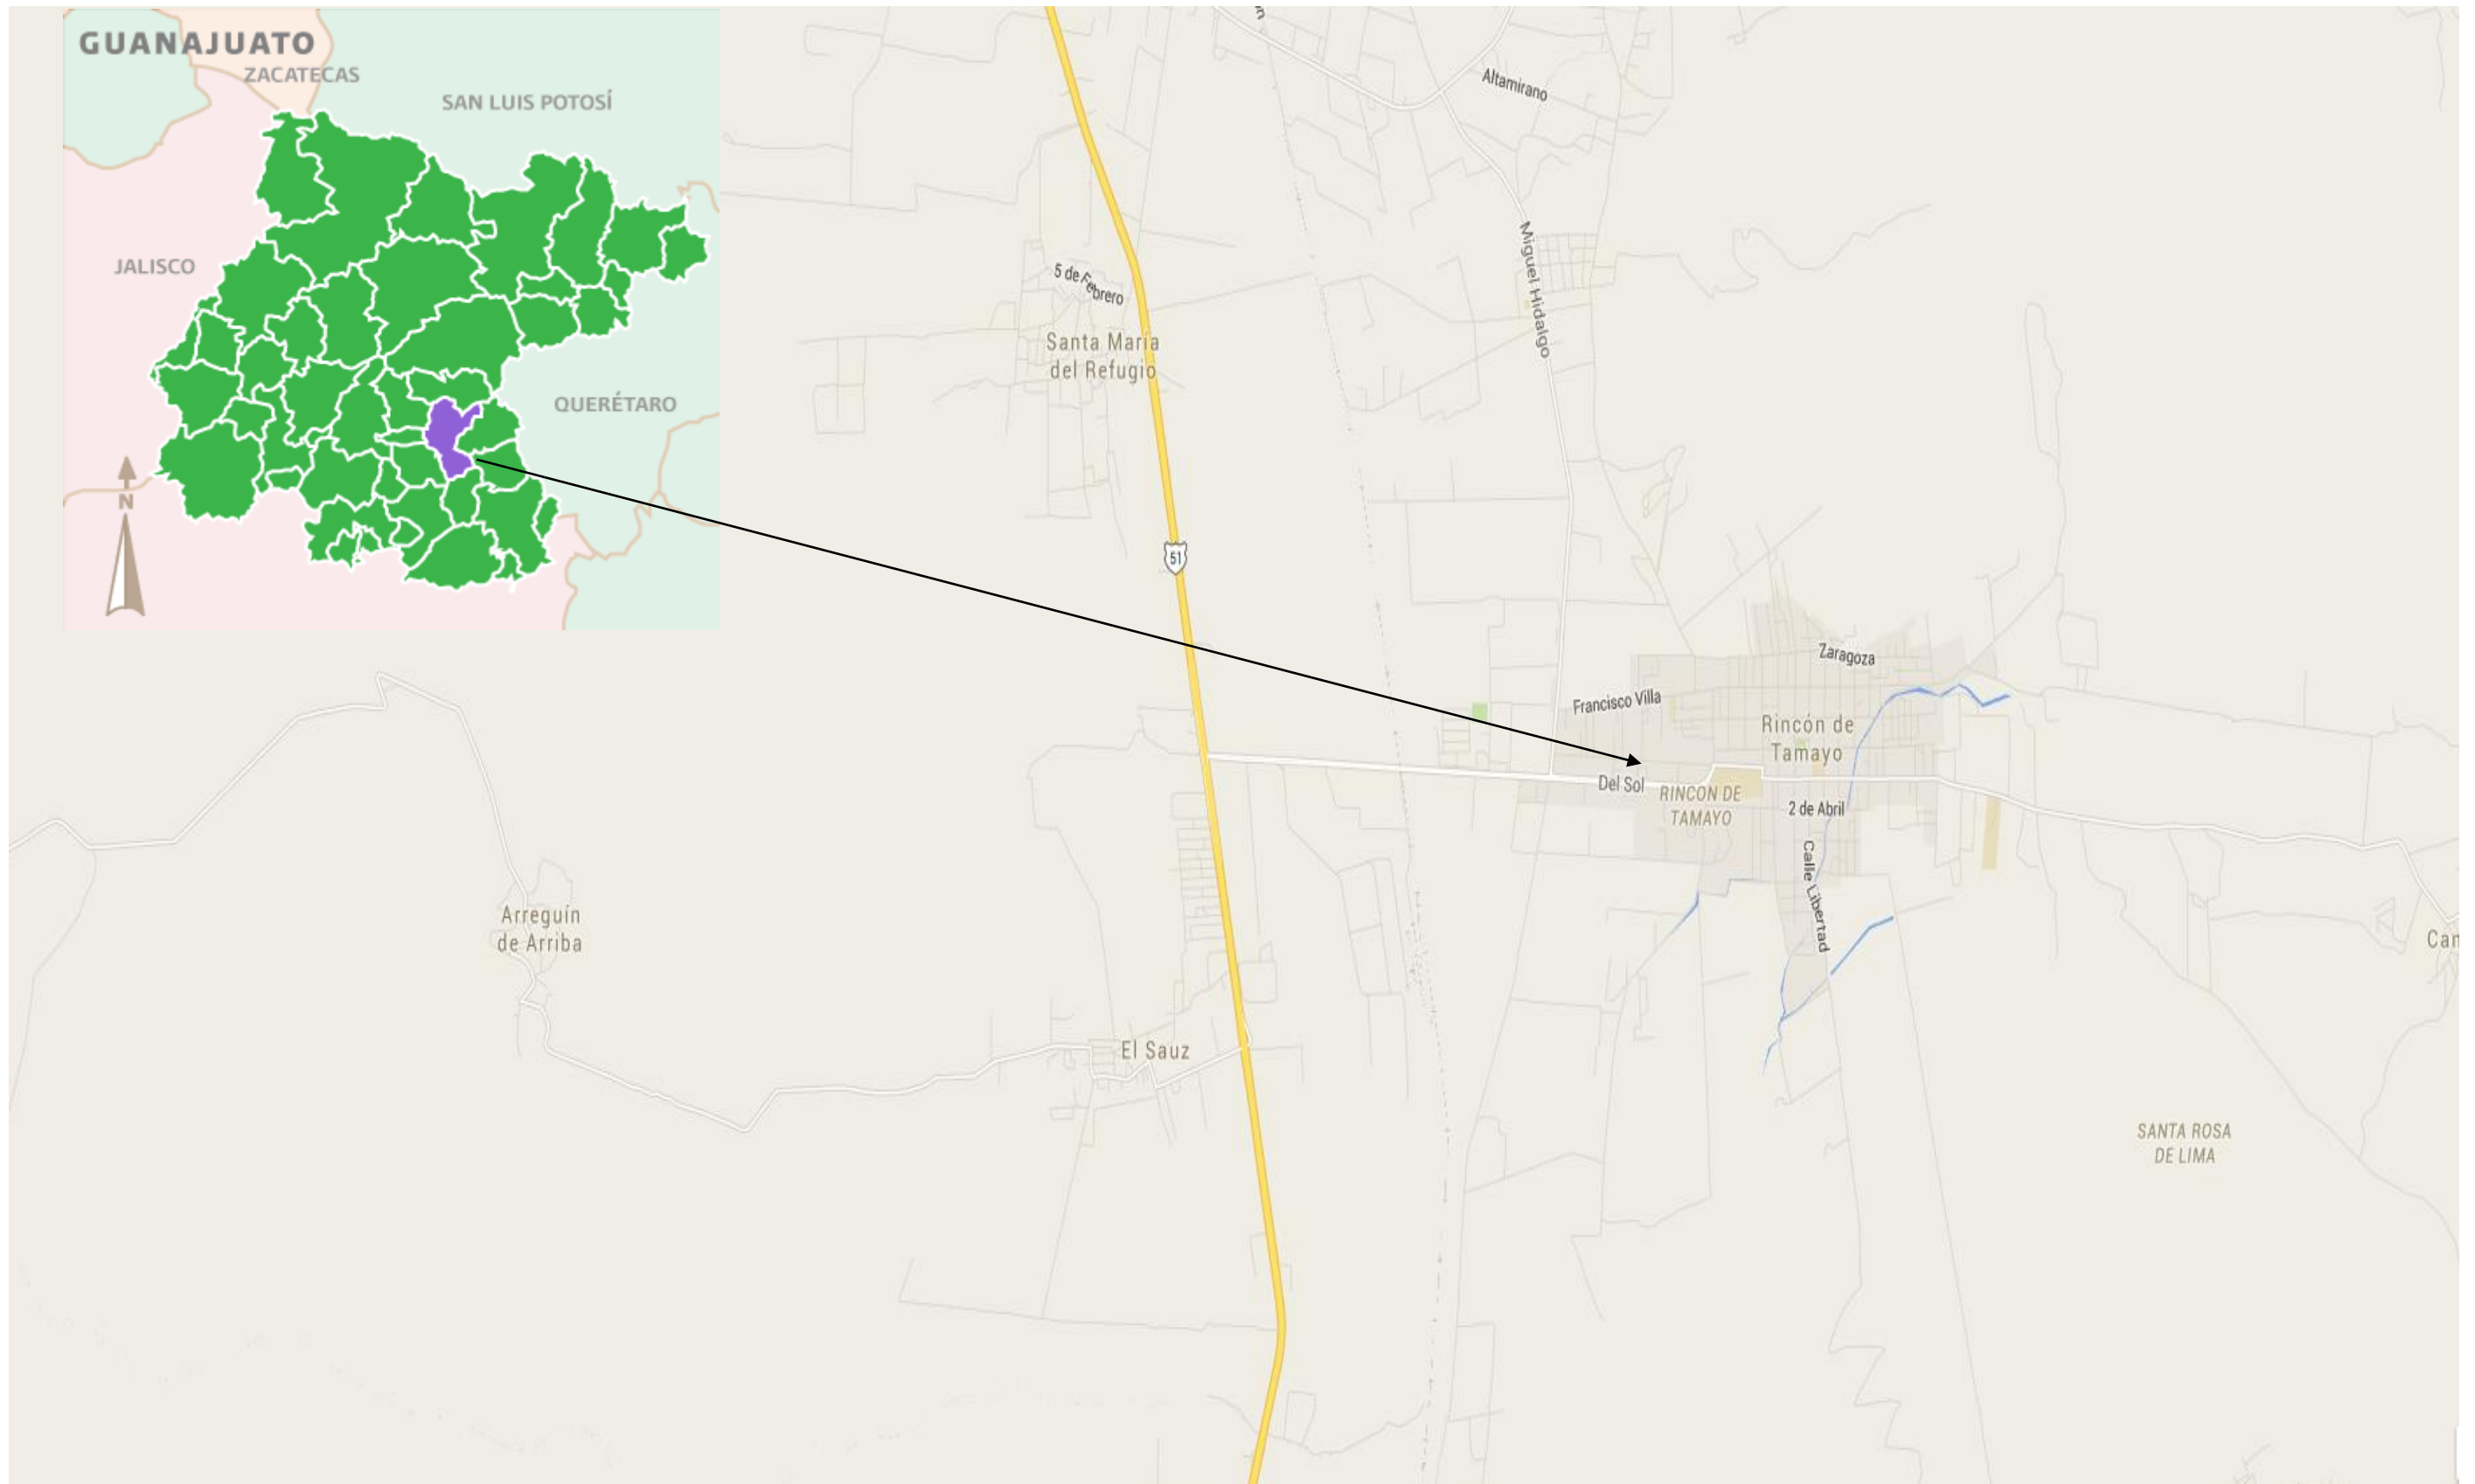 GUANAJUATO
ZACATECAS
SAN LUIS POTOSÍ
JALISCO
QUERÉTARO
N
Altamirano
Miguel Hidalgo
5 de Febrero
Santa María
del Refugio
51
Zaragoza
Francisco Villa
Rincón de
Tamayo
Del Sol
RINCON DE
TAMAYO
2 de Abril
Calle Libertad
Arreguín
de Arriba
El Sauz
Can
SANTA ROSA
DE LIMA